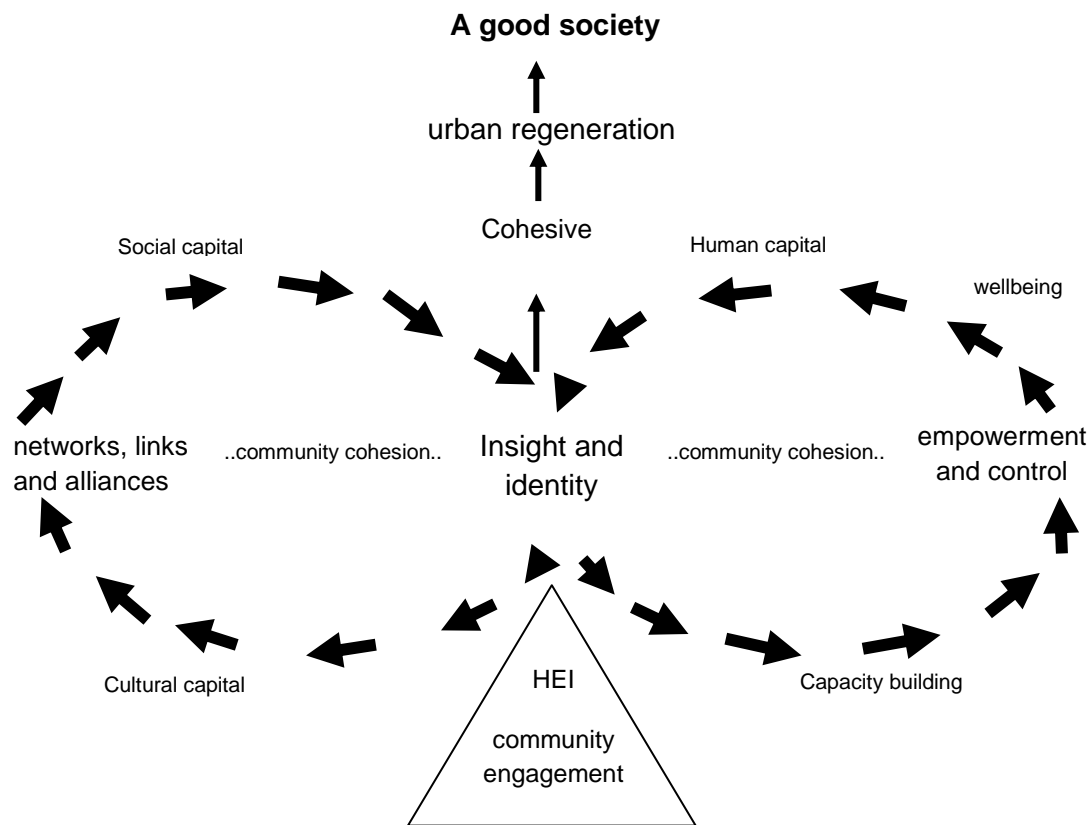 A good society
urban regeneration
Cohesive
Social capital
Human capital
wellbeing
networks, links
and alliances
..community cohesion..
Insight and
identity
..community cohesion..
empowerment
and control
Cultural capital
Capacity building
HEI
community
engagement